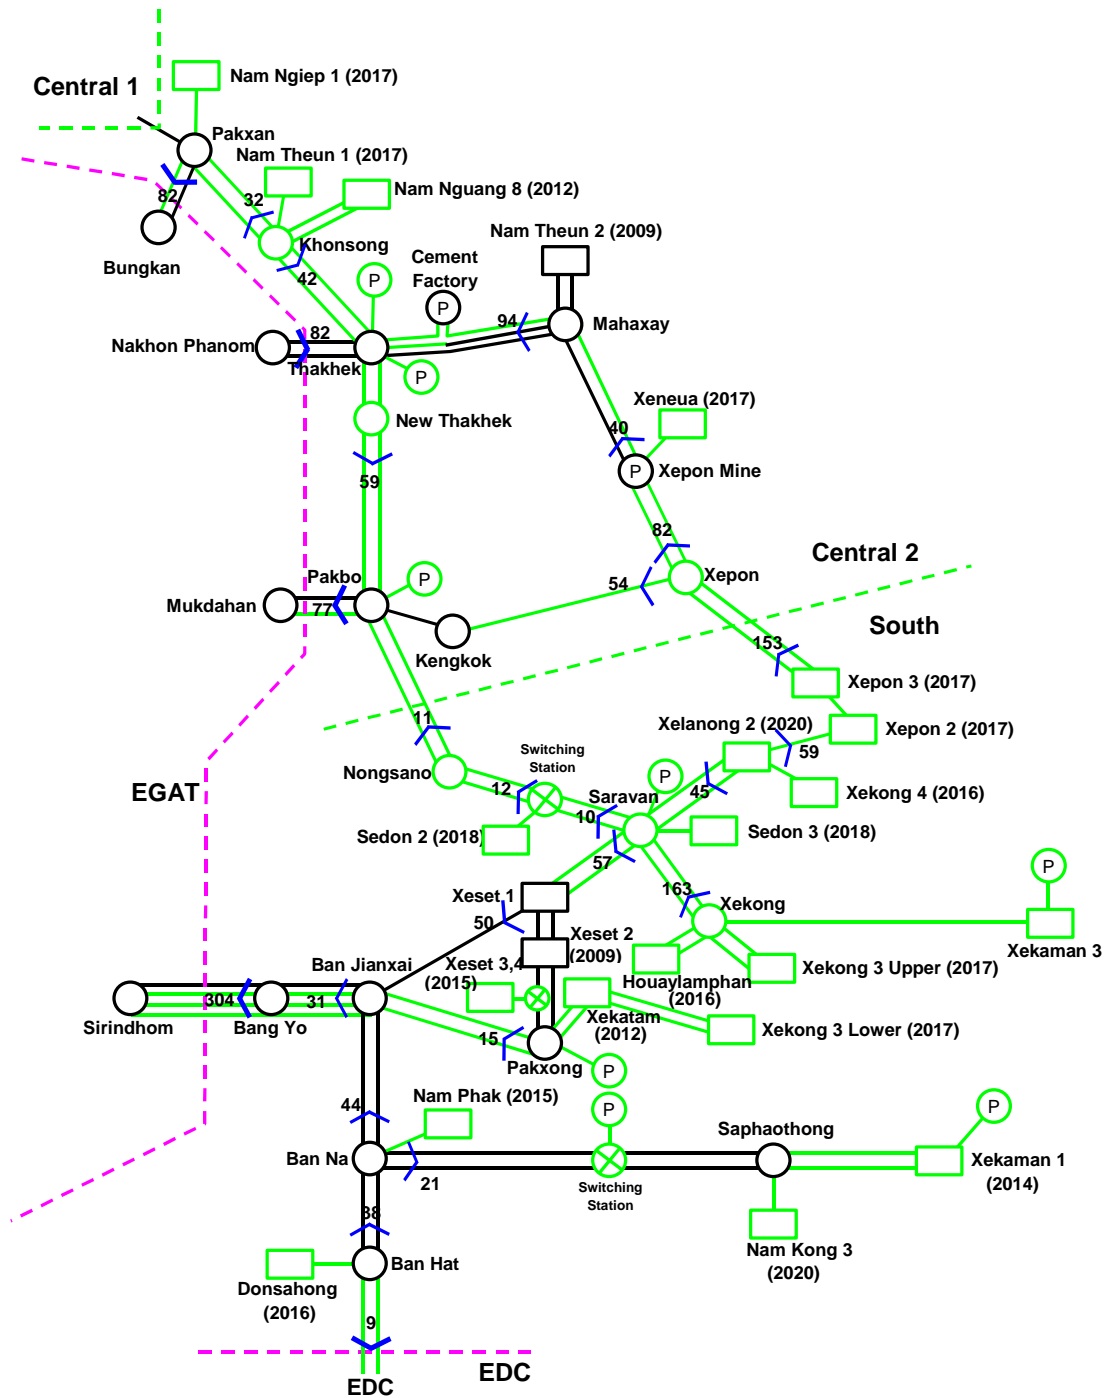 Nam Ngiep 1 (2017)
Central 1
Pakxan
Nam Theun 1 (2017)
Nam Nguang 8 (2012)
82
32
Nam Theun 2 (2009)
Khonsong
Cement
Factory
Bungkan
42
P
P
94
Mahaxay
82
Nakhon Phanom
Thakhek
P
Xeneua (2017)
New Thakhek
40
P
Xepon Mine
59
82
Central 2
Pakbo
P
54
Xepon
Mukdahan
77
South
Kengkok
153
Xepon 3 (2017)
11
Xelanong 2 (2020)
Xepon 2 (2017)
Switching
Station
59
Nongsano
P
EGAT
12
Saravan
45
Xekong 4 (2016)
10
Sedon 2 (2018)
Sedon 3 (2018)
57
P
163
Xeset 1
Xekong
50
Xeset 2
(2009)
Xekaman 3
Ban Jianxai
Xeset 3,4
(2015)
Houaylamphan
(2016)
Xekong 3 Upper (2017)
304
31
Sirindhom
Bang Yo
Xekatam
(2012)
Xekong 3 Lower (2017)
15
Pakxong
P
Nam Phak (2015)
P
P
44
Saphaothong
Ban Na
21
Switching
Station
Xekaman 1
(2014)
38
Nam Kong 3
(2020)
Ban Hat
Donsahong
(2016)
9
EDC
EDC